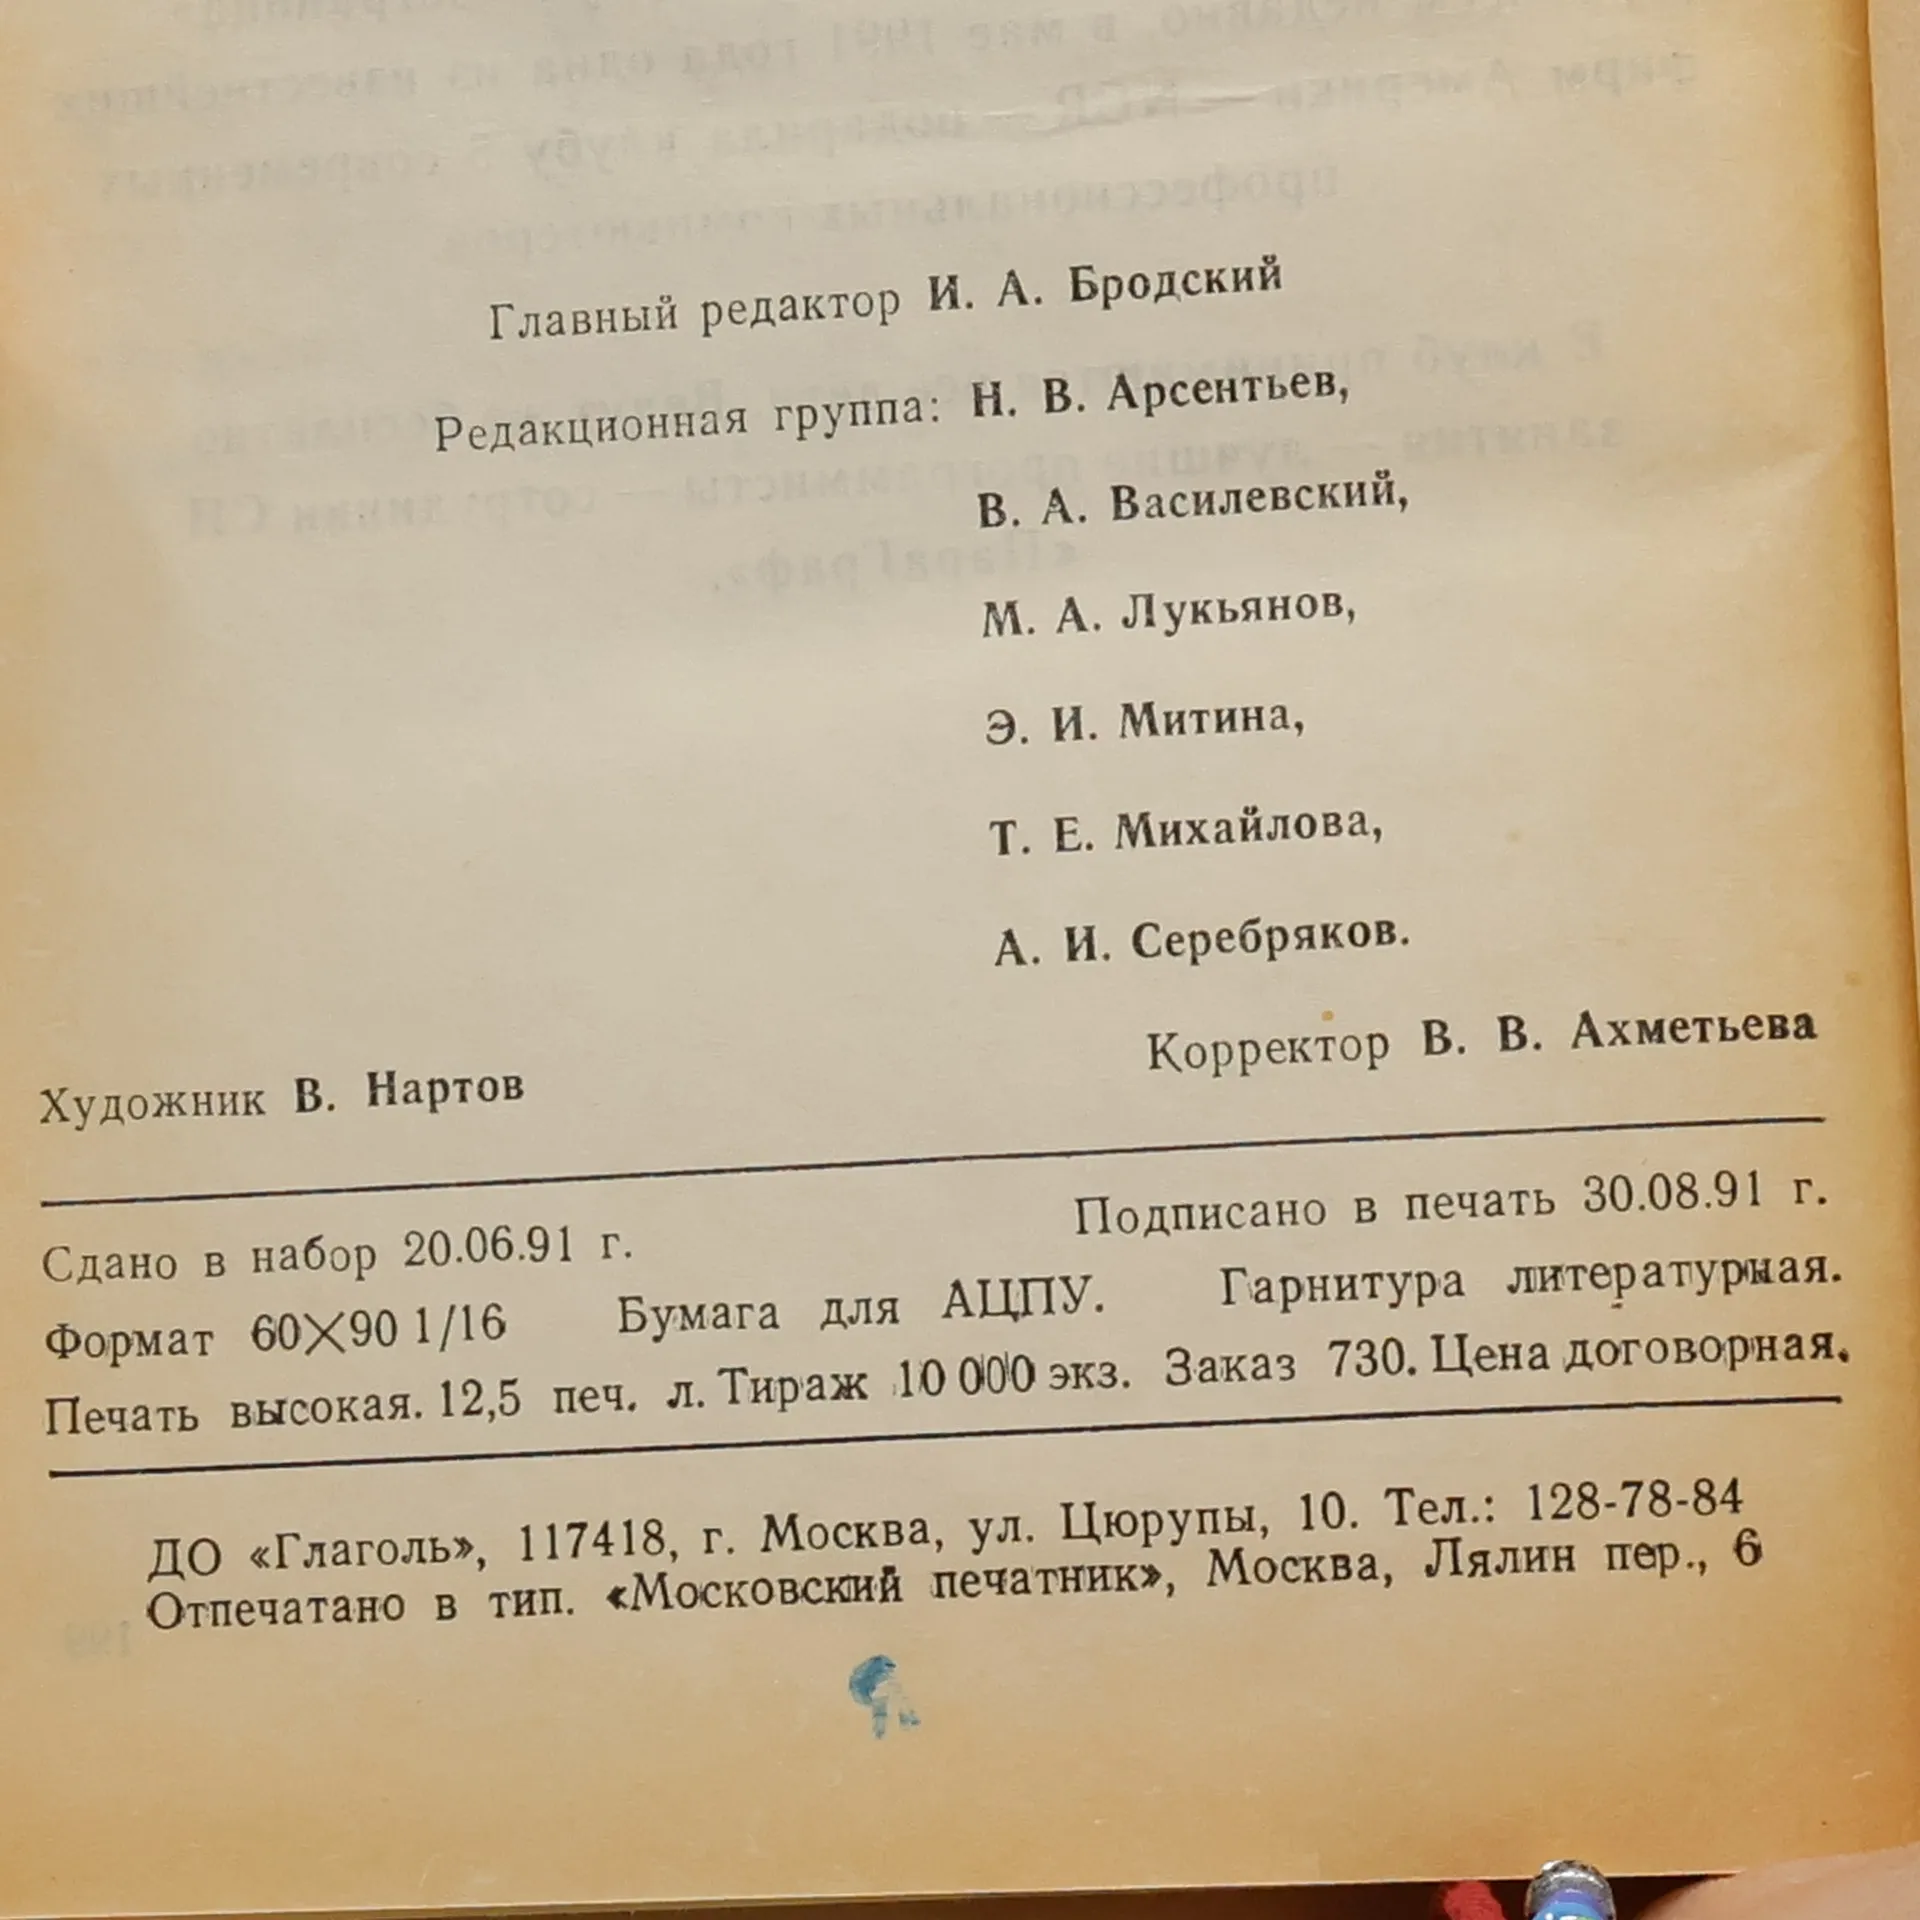 Главный редактор И. А. Бродский
Редакционная группа: Н. В. Арсентьев,
В. А. Василевский,
М. А. Лукьянов,
Э. И. Митина,
Т. Е. Михайлова,
А. И. Серебряков.
Художник В. Нартов
Корректор В. В. Ахметьева
Сдано в набор 20.06.91 г.
Подписано в печать 30.08.91 г.
Формат 60×90 1/16 Бумага для АЦПУ. Гарнитура литературная.
Печать высокая. 12,5 печ. л. Тираж 10 000 экз. Заказ 730. Цена договорная.
ДО «Глаголь», 117418, г. Москва, ул. Цюрупы, 10. Тел.: 128-78-84
Отпечатано в тип. «Московский печатник», Москва, Лялин пер., 6